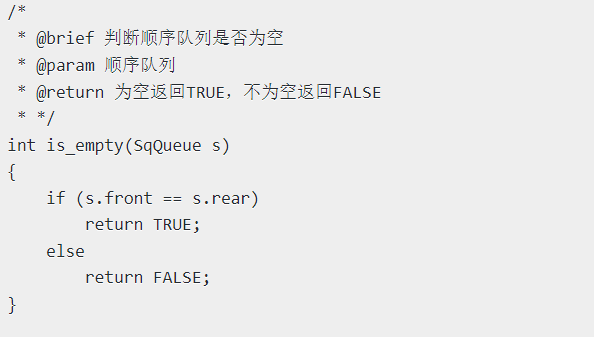 /*
 * @brief 判断顺序队列是否为空
 * @param 顺序队列
 * @return 为空返回TRUE，不为空返回FALSE
 * */
int is_empty(SqQueue s)
{
    if (s.front == s.rear)
        return TRUE;
    else
        return FALSE;
}